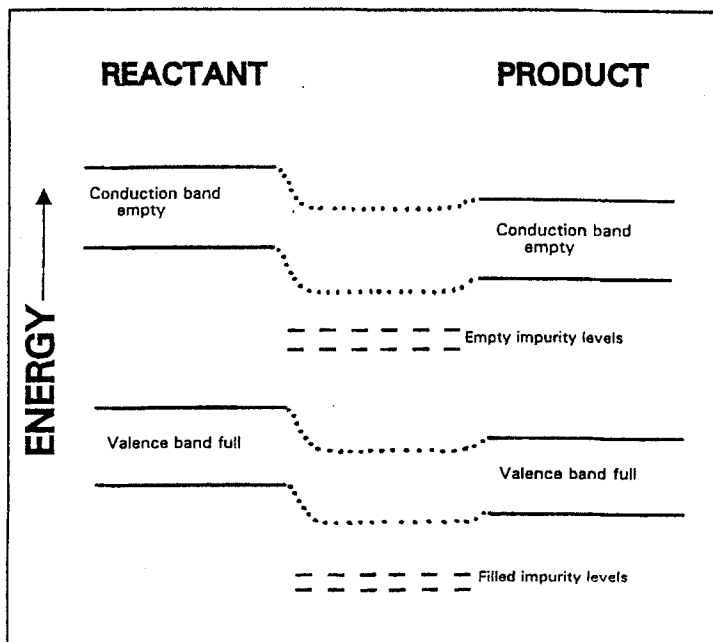 REACTANT
PRODUCT
Conduction band
empty
Conduction band
empty
ENERGY
Empty impurity levels
Valence band full
Valence band full
Filled impurity levels